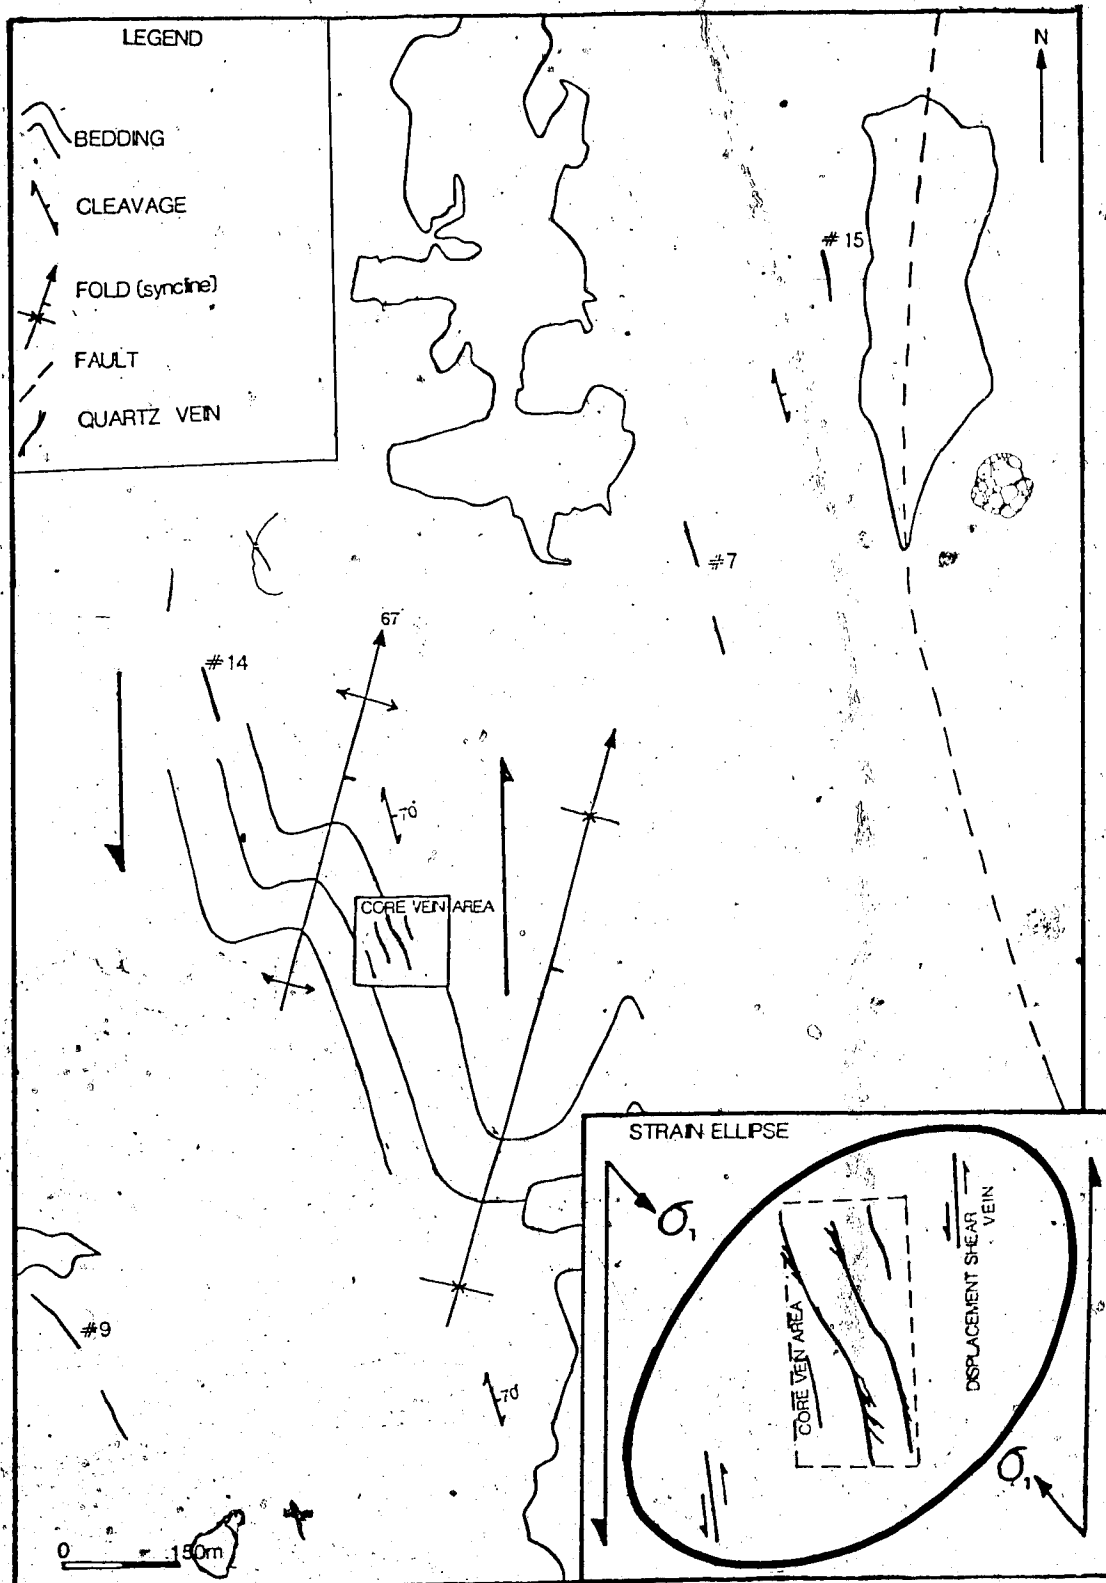 LEGEND
N
BEDDING
CLEAVAGE
FOLD (syncline)
FAULT
QUARTZ VEIN
#15
#7
67°
#14
70°
CORE VEIN AREA
STRAIN ELLIPSE
σ₁
DISPLACEMENT SHEAR
VEIN
CORE VEIN AREA
#9
70°
σ₁
0 150m